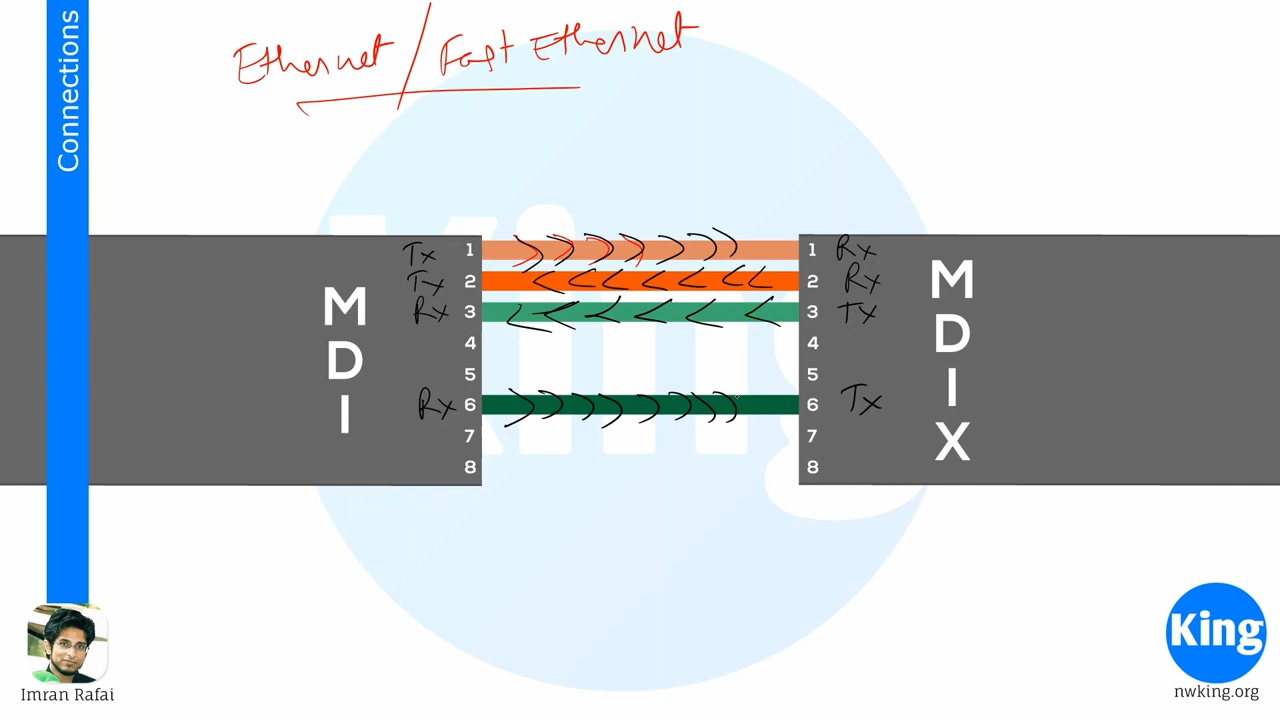 Connections
Ethernet / Fast Ethernet
King
Tx 1 1 Rx
Tx 2 2 Rx
Rx 3 3 Tx
4 4
5 5
Rx 6 6 Tx
7 7
8 8
MDI
MDIX
Imran Rafai
King
nwking.org